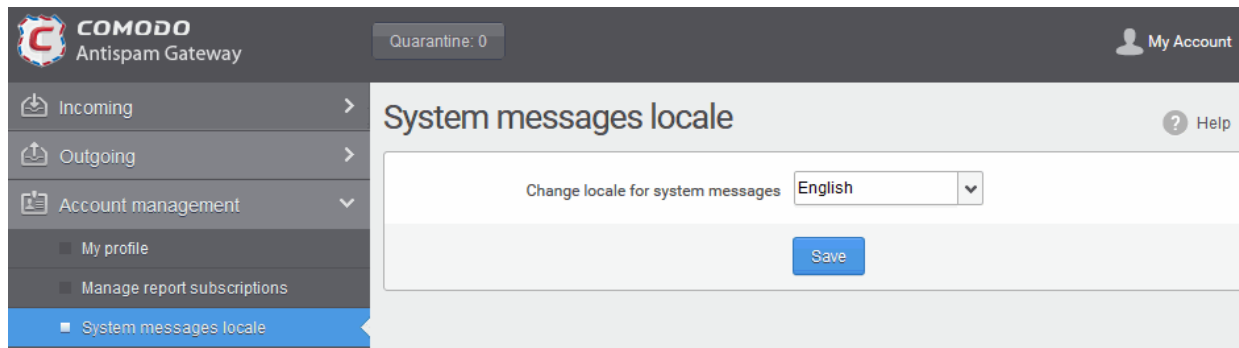 COMODO
Antispam Gateway
Quarantine: 0
My Account
Incoming
Outgoing
Account management
My profile
Manage report subscriptions
System messages locale
System messages locale
Help
Change locale for system messages English
Save